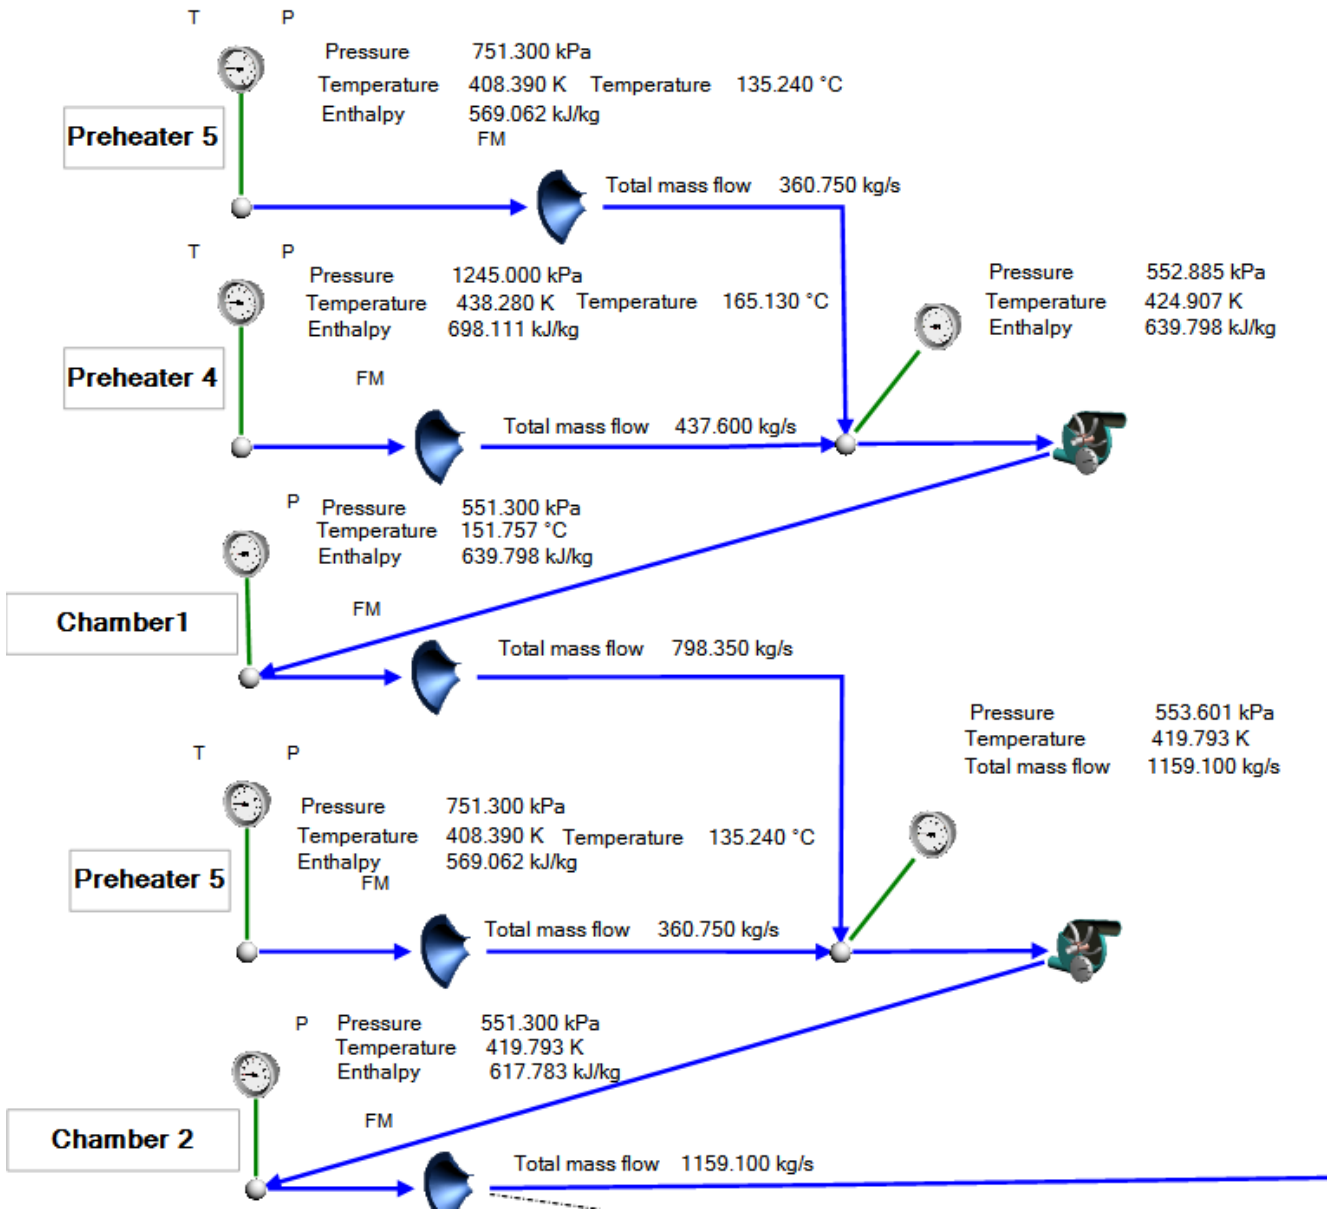 T P
Pressure 751.300 kPa
Temperature 408.390 K Temperature 135.240 °C
Enthalpy 569.062 kJ/kg
Preheater 5
FM
Total mass flow 360.750 kg/s
T P
Pressure 1245.000 kPa
Temperature 438.280 K Temperature 165.130 °C
Enthalpy 698.111 kJ/kg
Pressure 552.885 kPa
Temperature 424.907 K
Enthalpy 639.798 kJ/kg
Preheater 4
FM
Total mass flow 437.600 kg/s
P Pressure 551.300 kPa
Temperature 151.757 °C
Enthalpy 639.798 kJ/kg
Chamber1
FM
Total mass flow 798.350 kg/s
Pressure 553.601 kPa
Temperature 419.793 K
Total mass flow 1159.100 kg/s
T P
Pressure 751.300 kPa
Temperature 408.390 K Temperature 135.240 °C
Enthalpy 569.062 kJ/kg
Preheater 5
FM
Total mass flow 360.750 kg/s
P Pressure 551.300 kPa
Temperature 419.793 K
Enthalpy 617.783 kJ/kg
Chamber 2
FM
Total mass flow 1159.100 kg/s